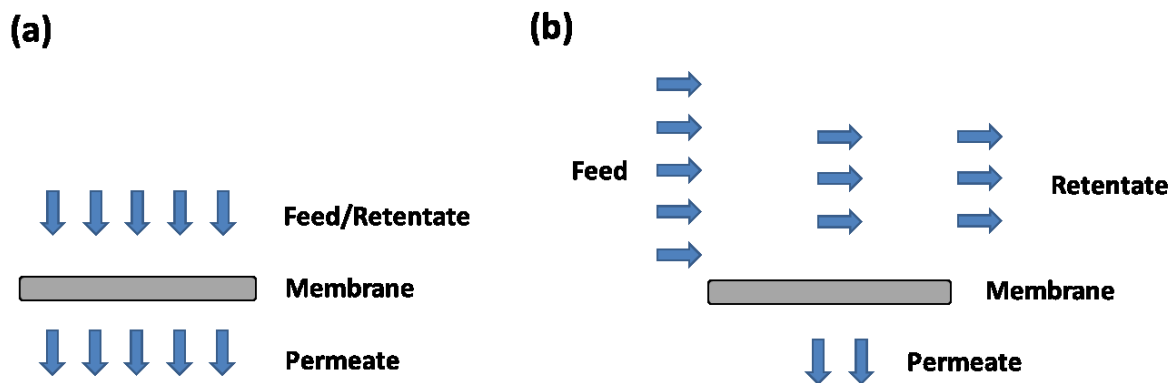 (a)
Feed/Retentate
Membrane
Permeate
(b)
Feed
Retentate
Membrane
Permeate